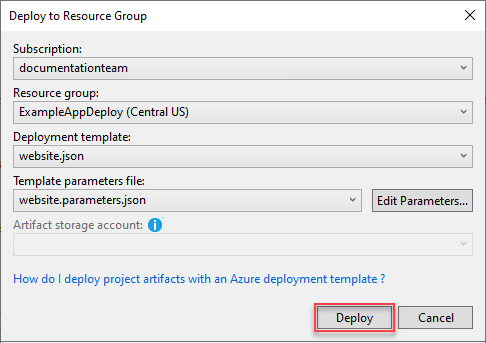 Deploy to Resource Group
Subscription:
documentationteam
Resource group:
ExampleAppDeploy (Central US)
Deployment template:
website.json
Template parameters file:
website.parameters.json
Edit Parameters...
Artifact storage account:
How do I deploy project artifacts with an Azure deployment template ?
Deploy
Cancel